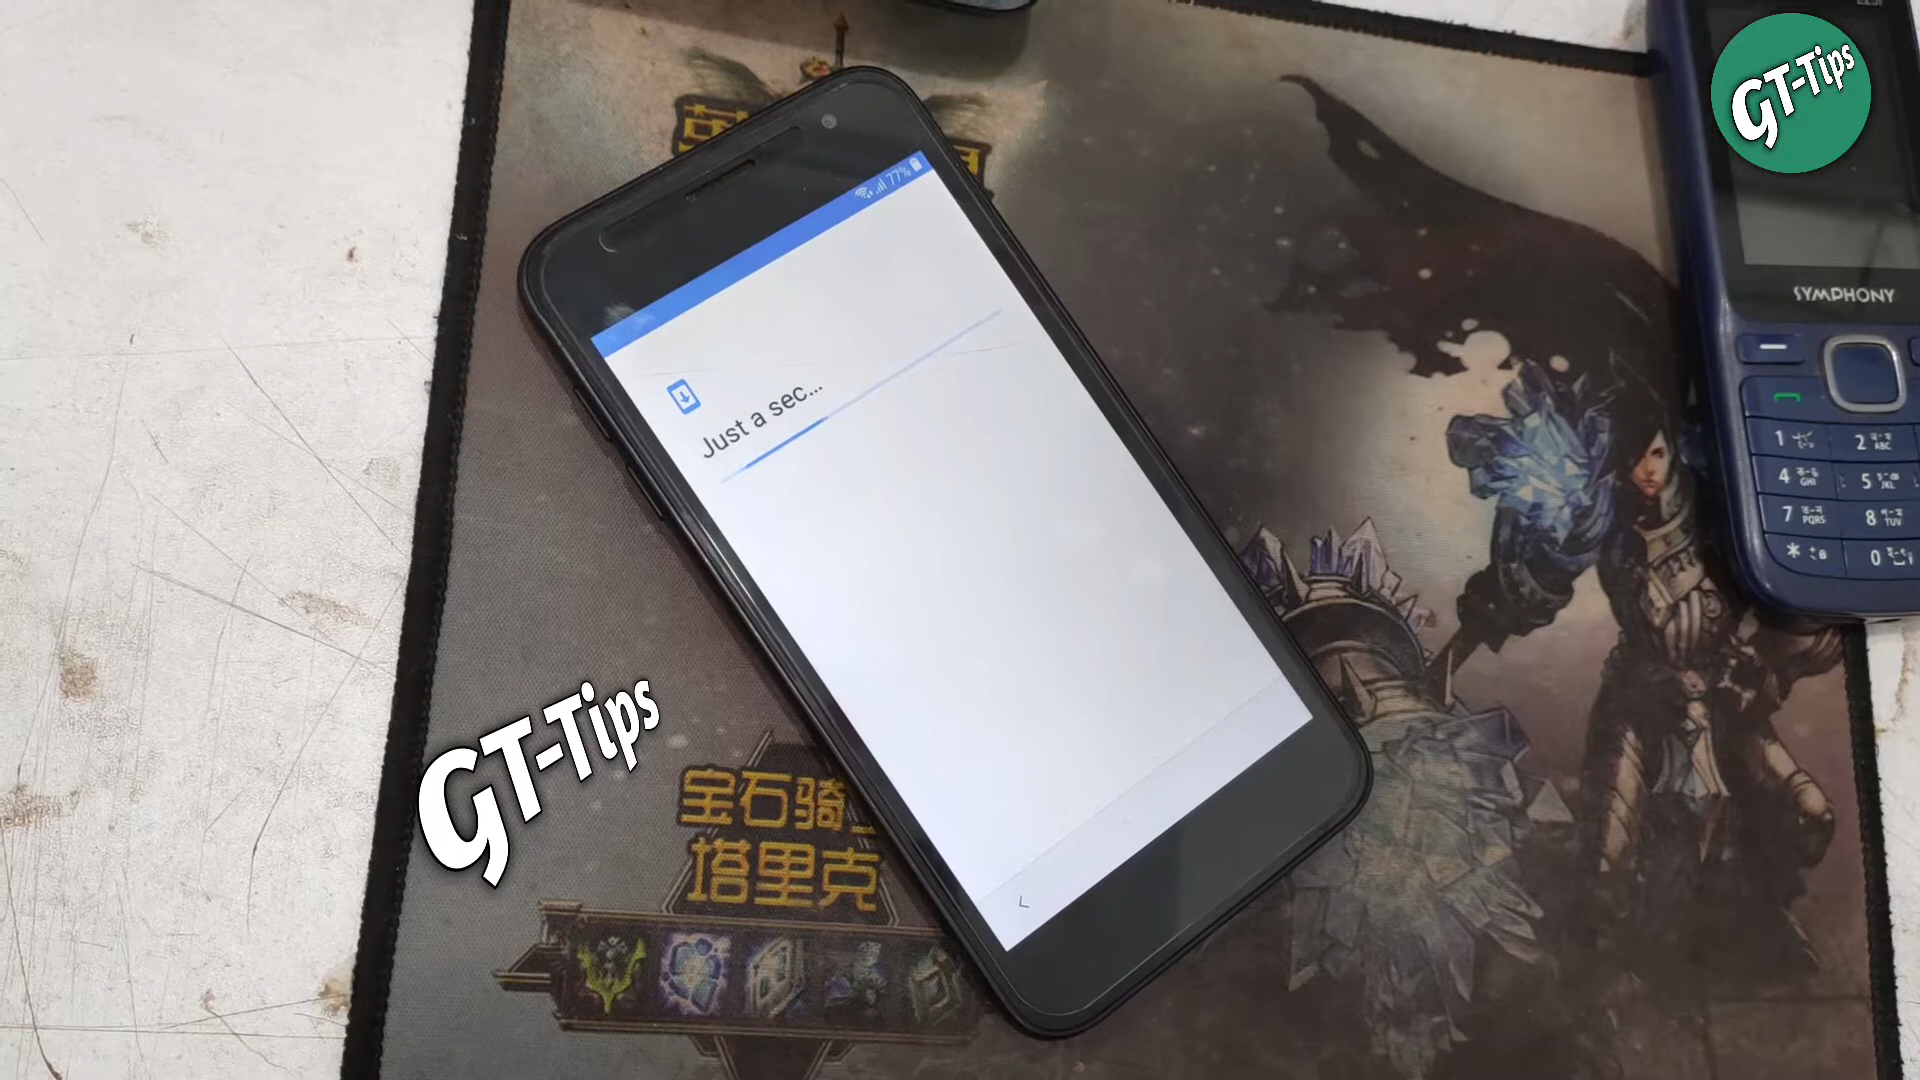 GT-Tips
77%
SYMPHONY
Just a sec...
1
2 ABC
4 GHI
5 JKL
7 PQRS
8 TUV
*
0
GT-Tips
宝石骑士
塔里克